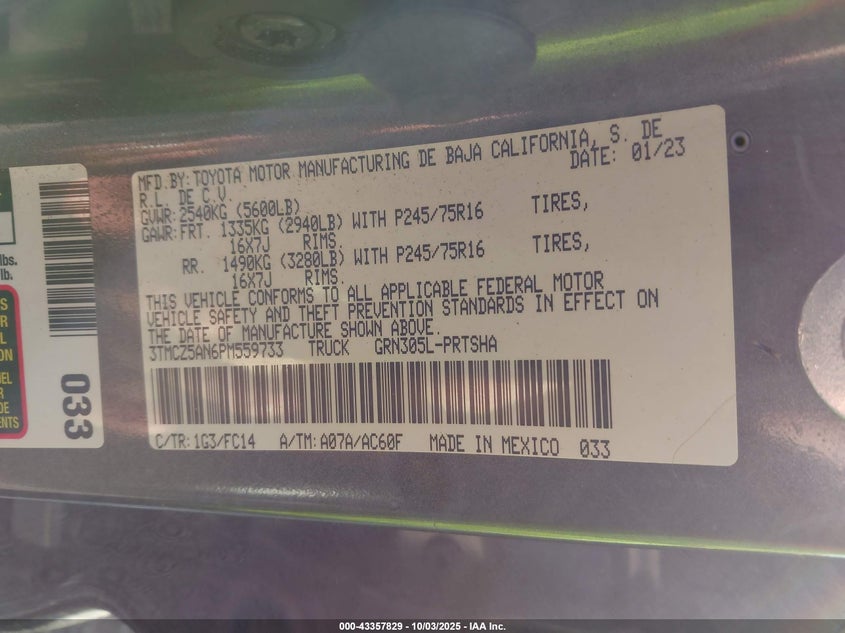 MFD.BY:TOYOTA MOTOR MANUFACTURING DE BAJA CALIFORNIA, S. DE
R.L. DE C.V. DATE: 01/23
GVWR:2540KG (5600LB)
GAWR:FRT. 1335KG (2940LB) WITH P245/75R16 TIRES,
16X7J RIMS.
RR. 1490KG (3280LB) WITH P245/75R16 TIRES,
16X7J RIMS.
THIS VEHICLE CONFORMS TO ALL APPLICABLE FEDERAL MOTOR
VEHICLE SAFETY AND THEFT PREVENTION STANDARDS IN EFFECT ON
THE DATE OF MANUFACTURE SHOWN ABOVE.
3TMCZ5AN6PM559733 TRUCK GRN305L-PRTSHA
C/TR:1G3/FC14 A/TM:A07A/AC60F MADE IN MEXICO 033
lbs.
lb.
033
000-43357829 - 10/03/2025 - IAA Inc.